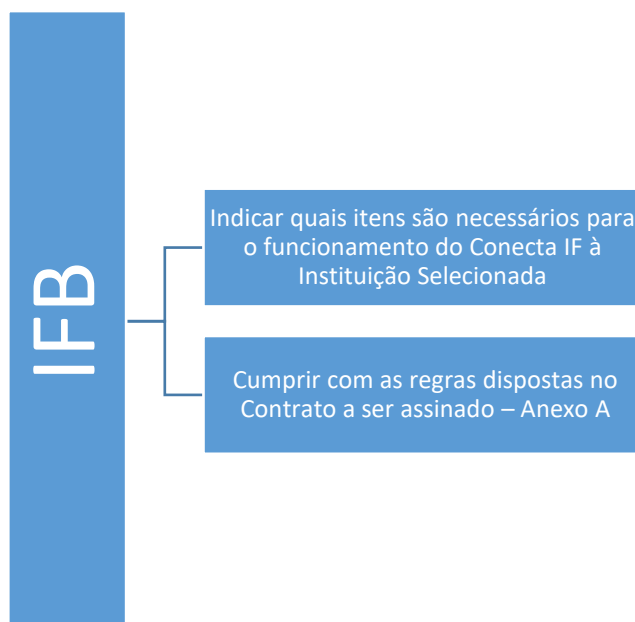 IFB
Indicar quais itens são necessários para
o funcionamento do Conecta IF à
Instituição Selecionada
Cumprir com as regras dispostas no
Contrato a ser assinado – Anexo A